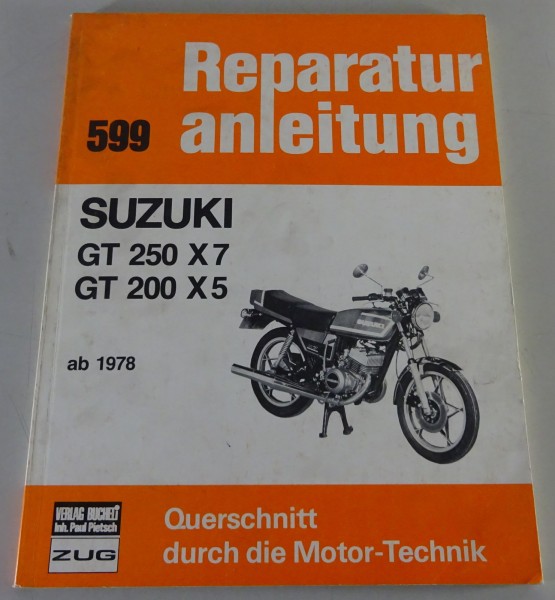 Reparatur
599 anleitung
SUZUKI
GT 250 X7
GT 200 X5
ab 1978
SUZUKI
VERLAG BUCHELI
Inh. Paul Pietsch
ZUG
Querschnitt
durch die Motor-Technik